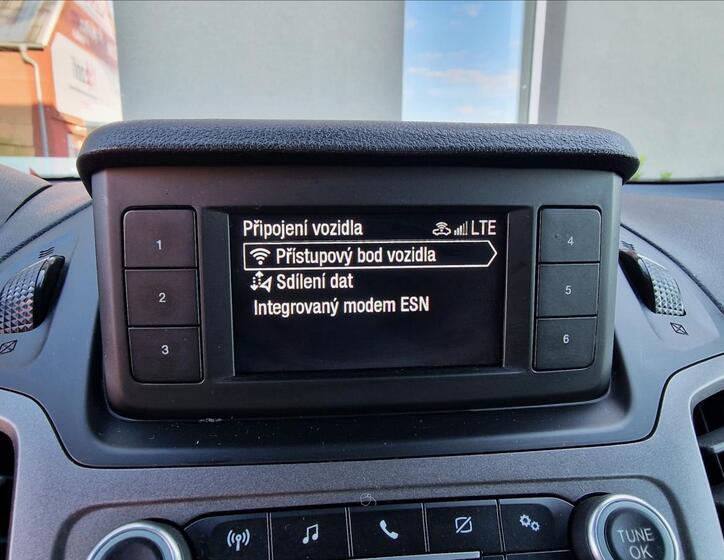 Připojení vozidla LTE
Přístupový bod vozidla
Sdílení dat
Integrovaný modem ESN
1
2
3
4
5
6
TUNE
OK